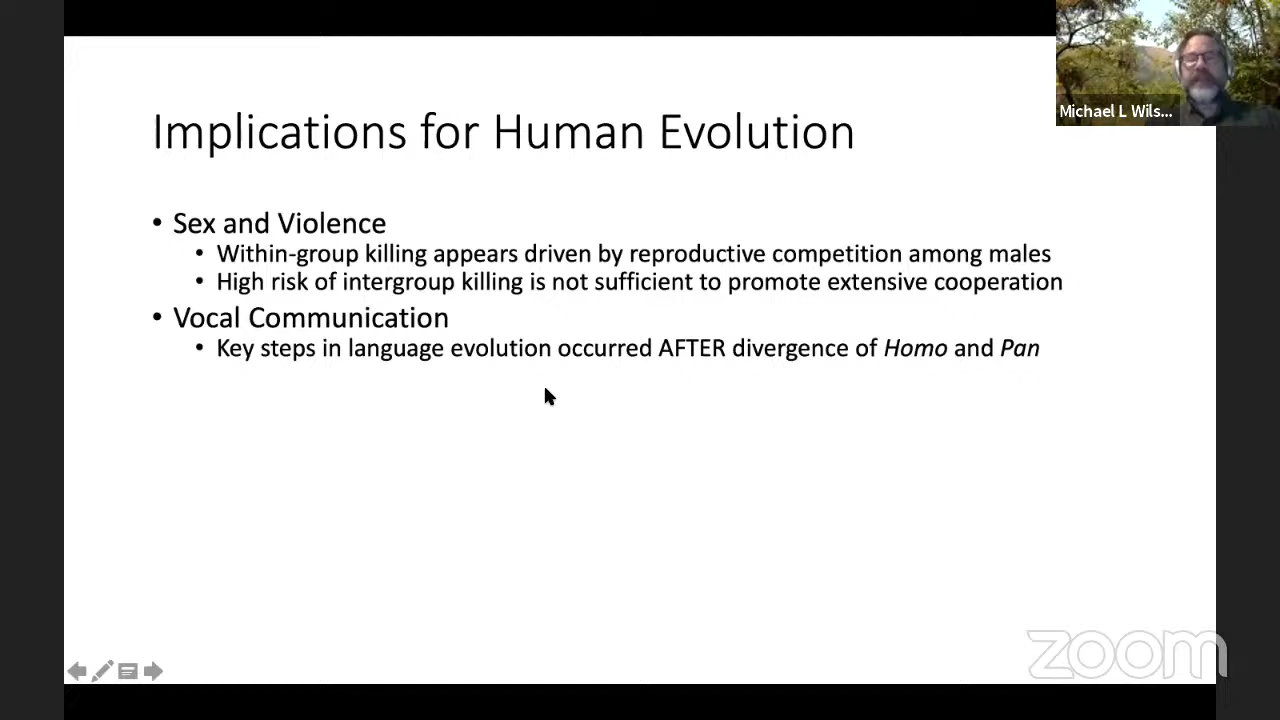 Michael L Wils...
Implications for Human Evolution
• Sex and Violence
• Within-group killing appears driven by reproductive competition among males
• High risk of intergroup killing is not sufficient to promote extensive cooperation
• Vocal Communication
• Key steps in language evolution occurred AFTER divergence of Homo and Pan
zoom